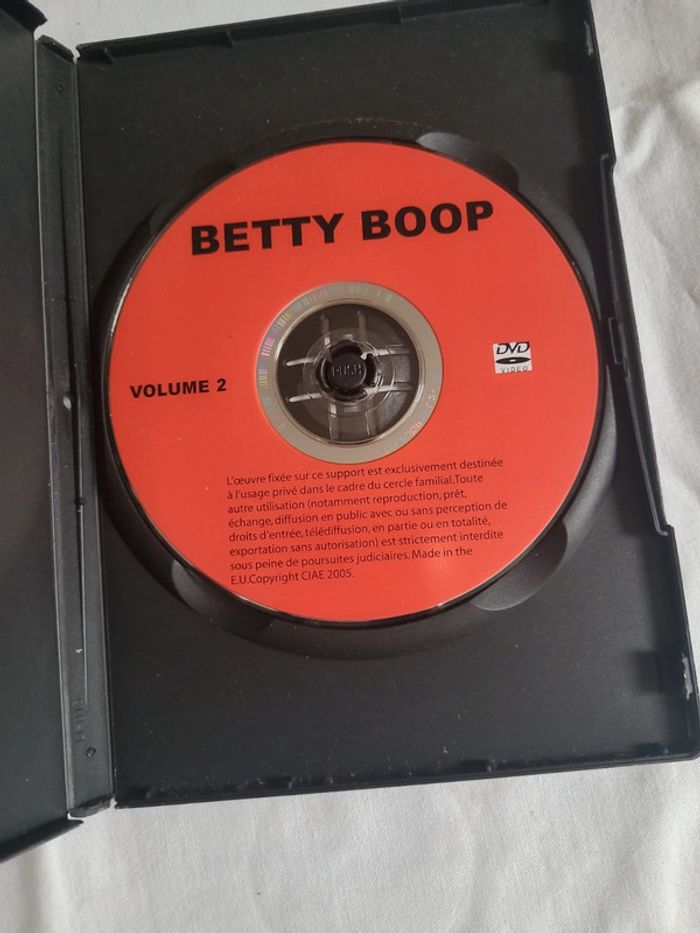 BETTY BOOP
VOLUME 2
DVD
VIDEO
PUSH
L'œuvre fixée sur ce support est exclusivement destinée
à l'usage privé dans le cadre du cercle familial.Toute
autre utilisation (notamment reproduction, prêt,
échange, diffusion en public avec ou sans perception de
droits d'entrée, télédiffusion, en partie ou en totalité,
exportation sans autorisation) est strictement interdite
sous peine de poursuites judiciaires. Made in the
E.U.Copyright CIAE 2005.